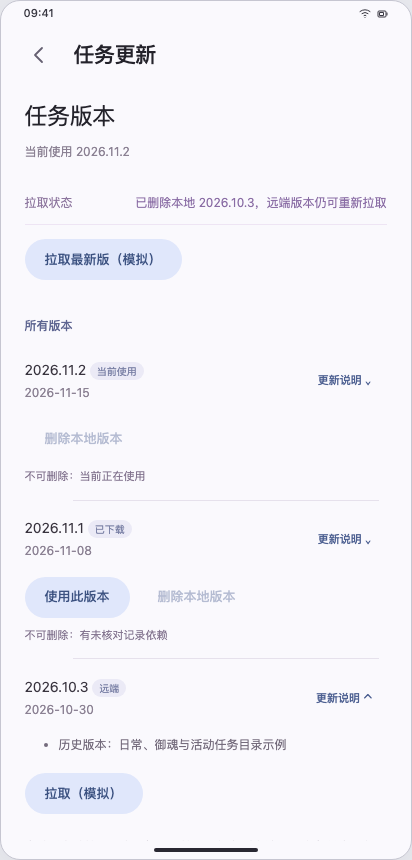 09:41
任务更新
任务版本
当前使用 2026.11.2
拉取状态 已删除本地 2026.10.3，远端版本仍可重新拉取
拉取最新版（模拟）
所有版本
2026.11.2 当前使用
更新说明
2026-11-15
删除本地版本
不可删除：当前正在使用
2026.11.1 已下载
更新说明
2026-11-08
使用此版本 删除本地版本
不可删除：有未核对记录依赖
2026.10.3 远端
更新说明
2026-10-30
• 历史版本：日常、御魂与活动任务目录示例
拉取（模拟）